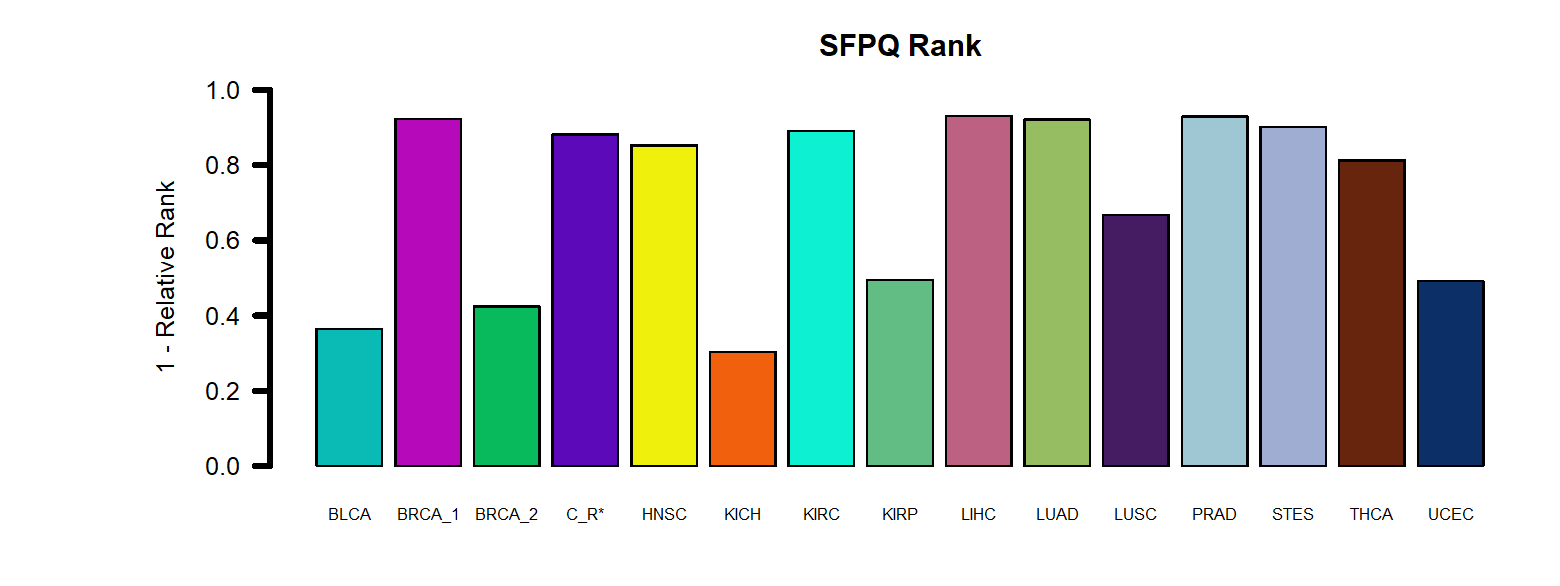 SFPQ Rank
1 - Relative Rank
1.0
0.8
0.6
0.4
0.2
0.0
BLCA BRCA_1 BRCA_2 C_R* HNSC KICH KIRC KIRP LIHC LUAD LUSC PRAD STES THCA UCEC